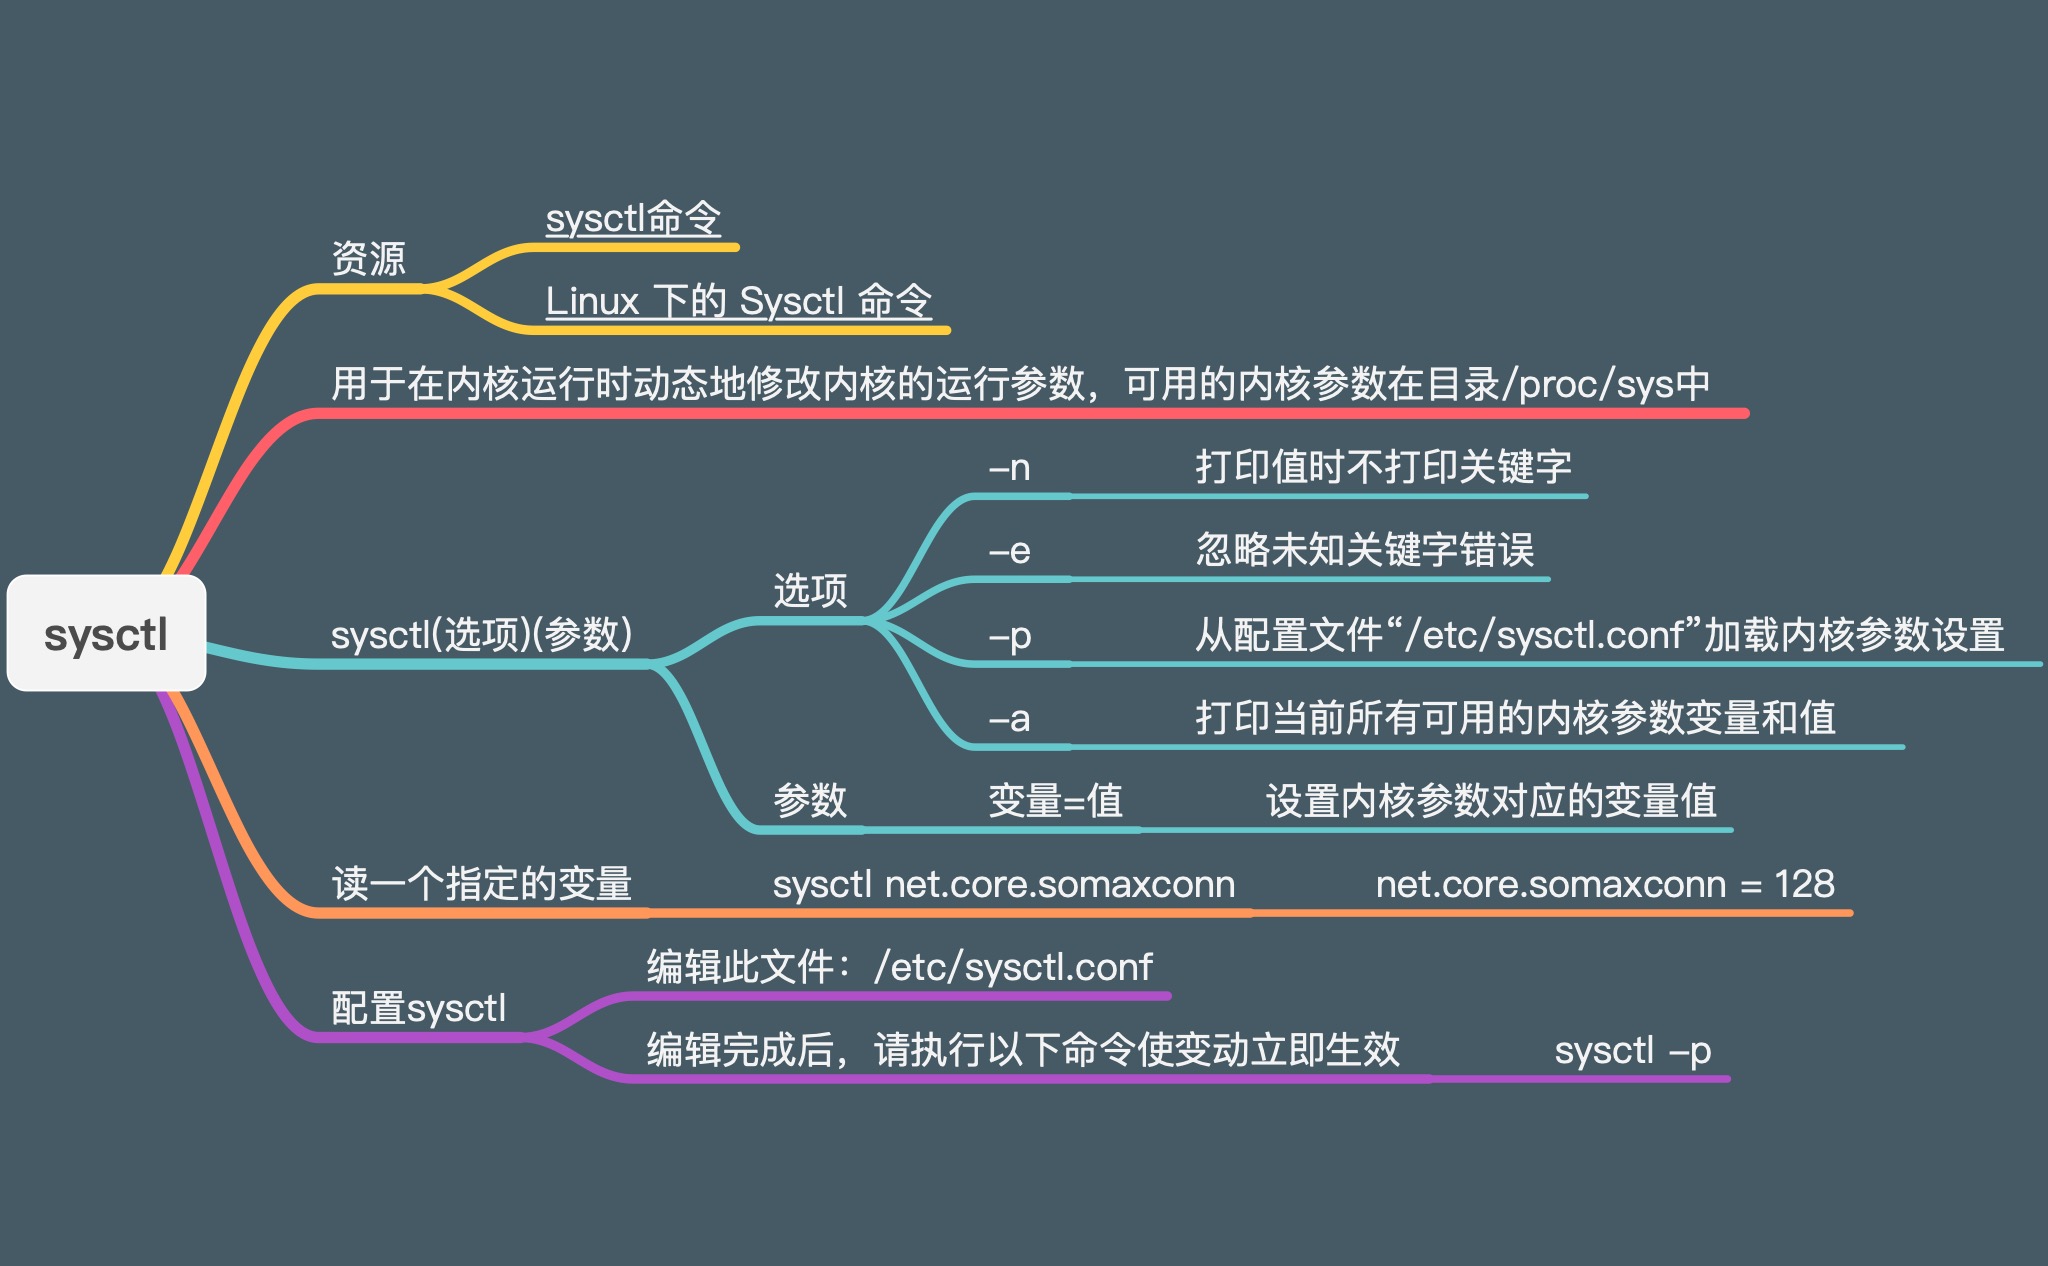 sysctl
资源
sysctl命令
Linux 下的 Sysctl 命令
用于在内核运行时动态地修改内核的运行参数，可用的内核参数在目录/proc/sys中
sysctl(选项)(参数)
选项
-n
打印值时不打印关键字
-e
忽略未知关键字错误
-p
从配置文件“/etc/sysctl.conf”加载内核参数设置
-a
打印当前所有可用的内核参数变量和值
参数
变量=值
设置内核参数对应的变量值
读一个指定的变量
sysctl net.core.somaxconn
net.core.somaxconn = 128
配置sysctl
编辑此文件：/etc/sysctl.conf
编辑完成后，请执行以下命令使变动立即生效
sysctl -p